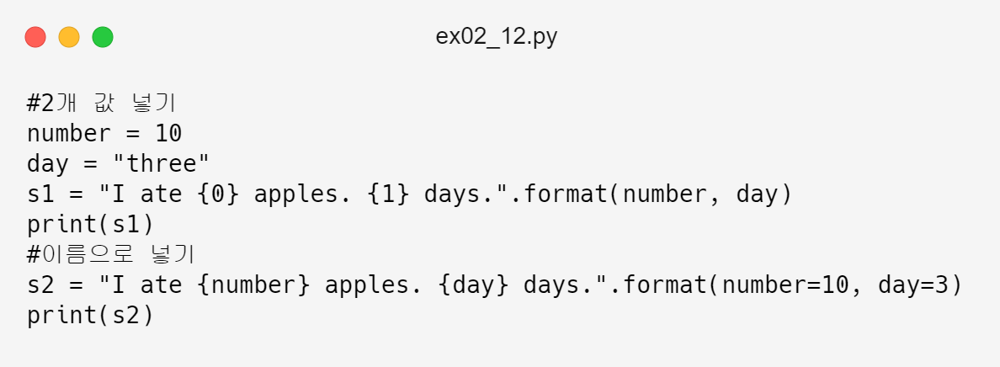 ex02_12.py
#2개 값 넣기
number = 10
day = "three"
s1 = "I ate {0} apples. {1} days.".format(number, day)
print(s1)
#이름으로 넣기
s2 = "I ate {number} apples. {day} days.".format(number=10, day=3)
print(s2)